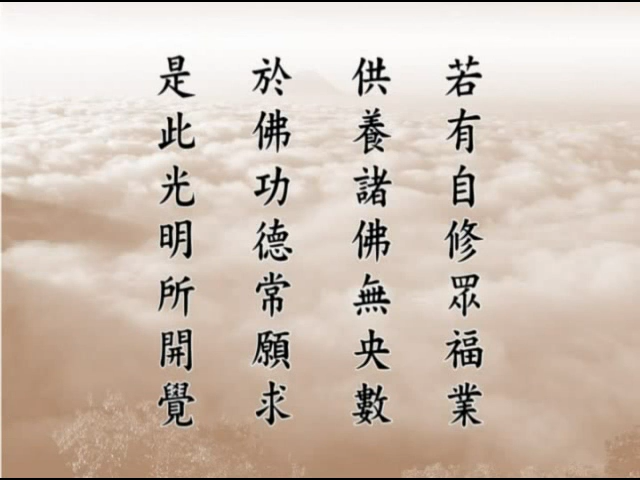 若有自修眾福業
供養諸佛無央數
於佛功德常願求
是此光明所開覺